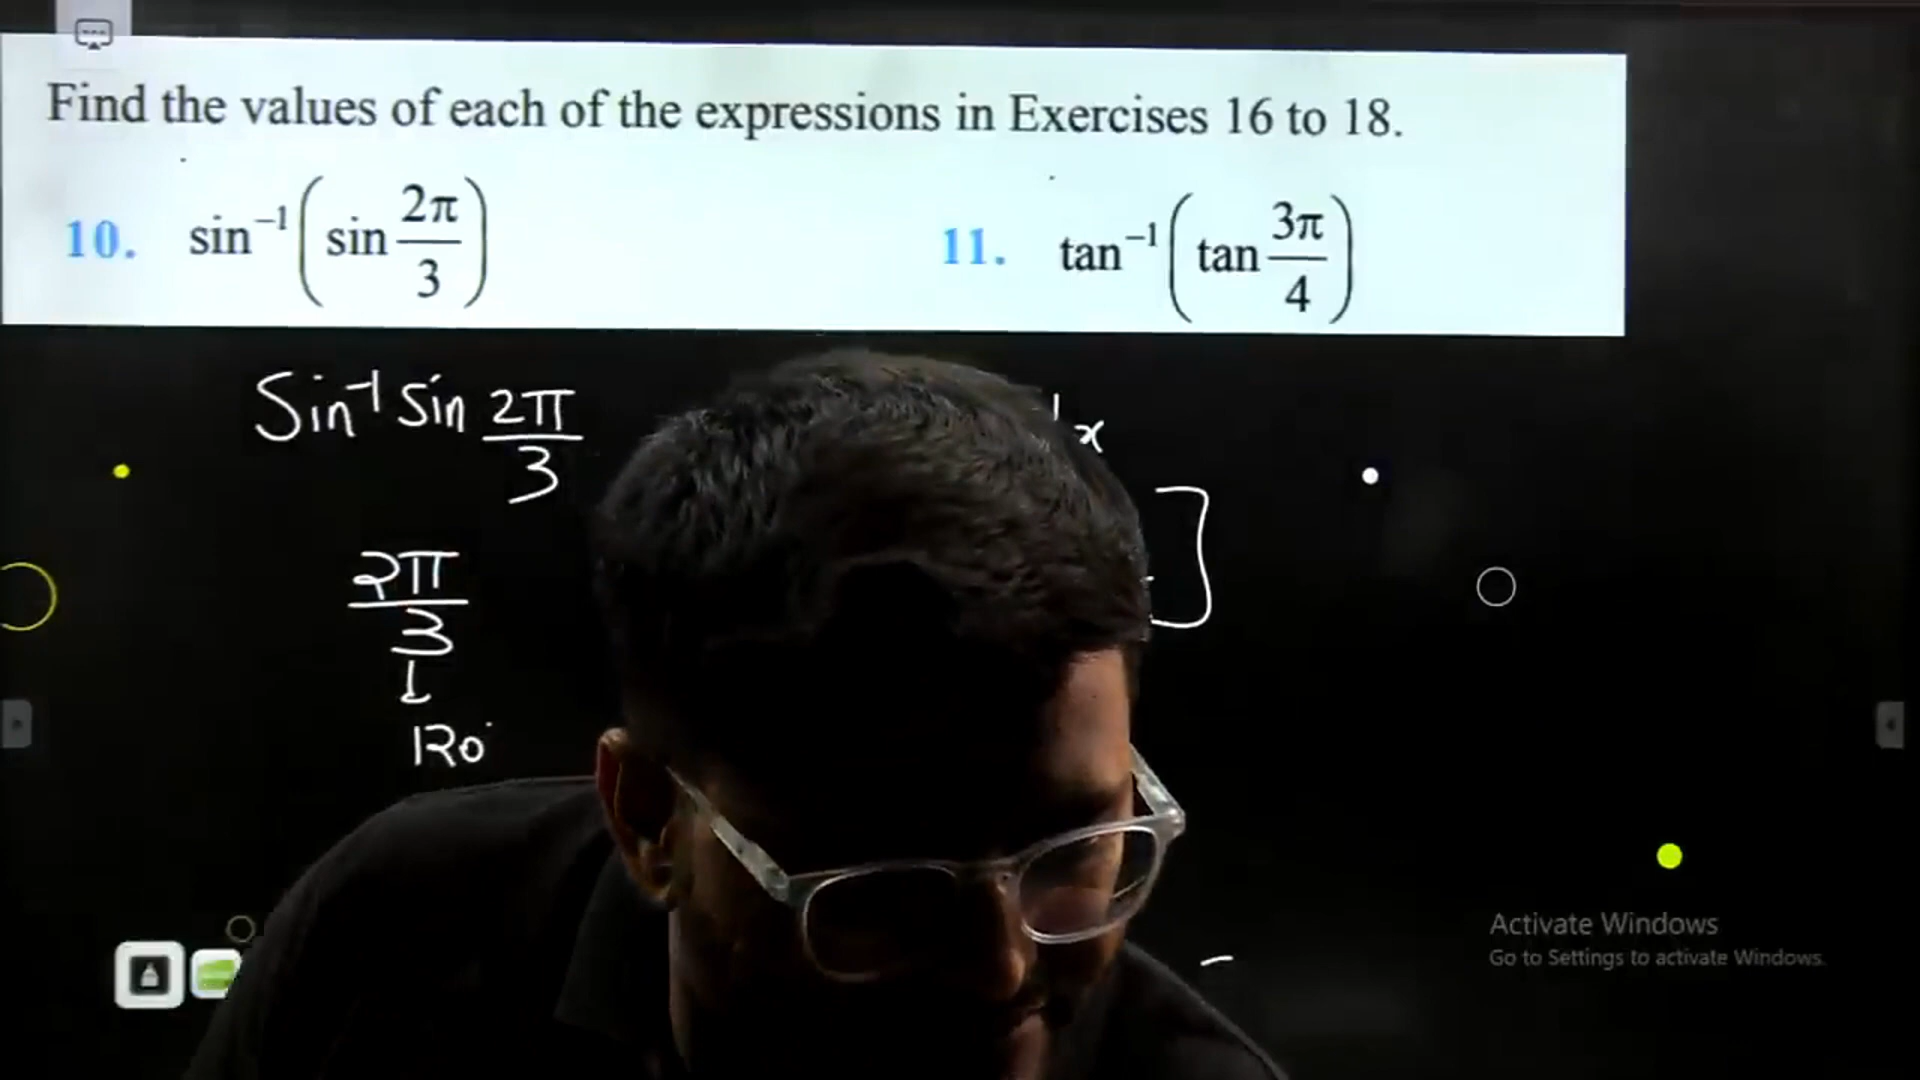 Find the values of each of the expressions in Exercises 16 to 18.
10. sin⁻¹(sin 2π/3) 11. tan⁻¹(tan 3π/4)
Sin⁻¹ Sin 2π/3
x
]
2π/3
↓
120°
Activate Windows
Go to Settings to activate Windows.